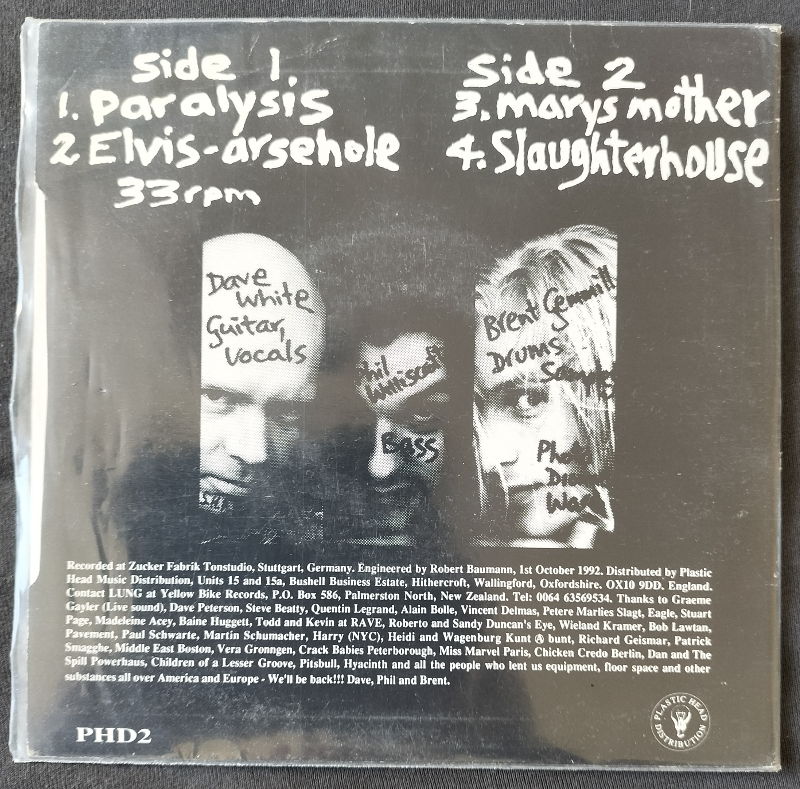 Side 1.
1. Paralysis
2 Elvis-arsehole
33rpm
Side 2
3. marys mother
4. Slaughterhouse
Dave
White
Guitar,
Vocals
Phil
Bass
Brent Gemmill
Drums
Recorded at Zucker Fabrik Tonstudio, Stuttgart, Germany. Engineered by Robert Baumann, 1st October 1992. Distributed by Plastic
Head Music Distribution, Units 15 and 15a, Bushell Business Estate, Hithercroft, Wallingford, Oxfordshire. OX10 9DD. England.
Contact LUNG at Yellow Bike Records, P.O. Box 586, Palmerston North, New Zealand. Tel: 0064 63569534. Thanks to Graeme
Gayler (Live sound), Dave Peterson, Steve Beatty, Quentin Legrand, Alain Bolle, Vincent Delmas, Petere Marlies Slagt, Eagle, Stuart
Page, Madeleine Acey, Baine Huggett, Todd and Kevin at RAVE, Roberto and Sandy Duncan's Eye, Wieland Kramer, Bob Lawtan,
Pavement, Paul Schwarte, Martin Schumacher, Harry (NYC), Heidi and Wagenburg Kunt @ bunt, Richard Geismar, Patrick
Smagghe, Middle East Boston, Vera Gronngen, Crack Babies Peterborough, Miss Marvel Paris, Chicken Credo Berlin, Dan and The
Spill Powerhaus, Children of a Lesser Groove, Pitsbull, Hyacinth and all the people who lent us equipment, floor space and other
substances all over America and Europe - We'll be back!!! Dave, Phil and Brent.
PHD2
PLASTIC HEAD
DISTRIBUTION